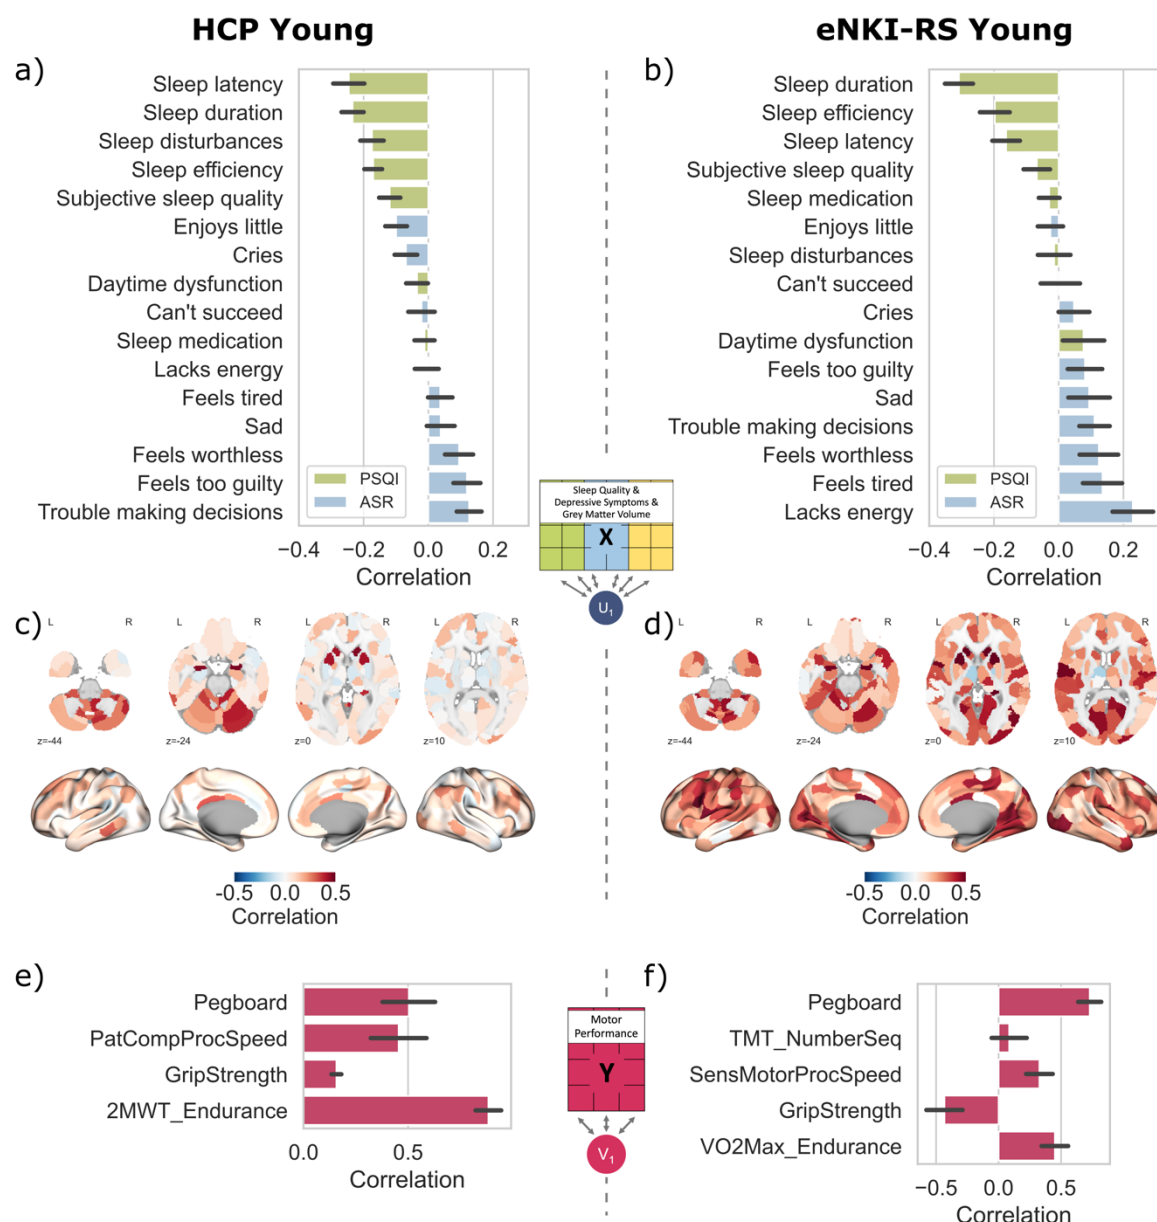 HCP Young
eNKI-RS Young
a)
Sleep latency
Sleep duration
Sleep disturbances
Sleep efficiency
Subjective sleep quality
Enjoys little
Cries
Daytime dysfunction
Can't succeed
Sleep medication
Lacks energy
Feels tired
Sad
Feels worthless
Feels too guilty
Trouble making decisions
PSQI
ASR
−0.4 −0.2 0.0 0.2
Correlation
b)
Sleep duration
Sleep efficiency
Sleep latency
Subjective sleep quality
Sleep medication
Enjoys little
Sleep disturbances
Can't succeed
Cries
Daytime dysfunction
Feels too guilty
Sad
Trouble making decisions
Feels worthless
Feels tired
Lacks energy
PSQI
ASR
−0.4 −0.2 0.0 0.2
Correlation
Sleep Quality &
Depressive Symptoms &
Grey Matter Volume
X
U1
c)
L R L R L R L R
z=-44 z=-24 z=0 z=10
-0.5 0.0 0.5
Correlation
d)
L R L R L R L R
z=-44 z=-24 z=0 z=10
-0.5 0.0 0.5
Correlation
e)
Pegboard
PatCompProcSpeed
GripStrength
2MWT_Endurance
0.0 0.5
Correlation
Motor
Performance
Y
V1
f)
Pegboard
TMT_NumberSeq
SensMotorProcSpeed
GripStrength
VO2Max_Endurance
−0.5 0.0 0.5
Correlation